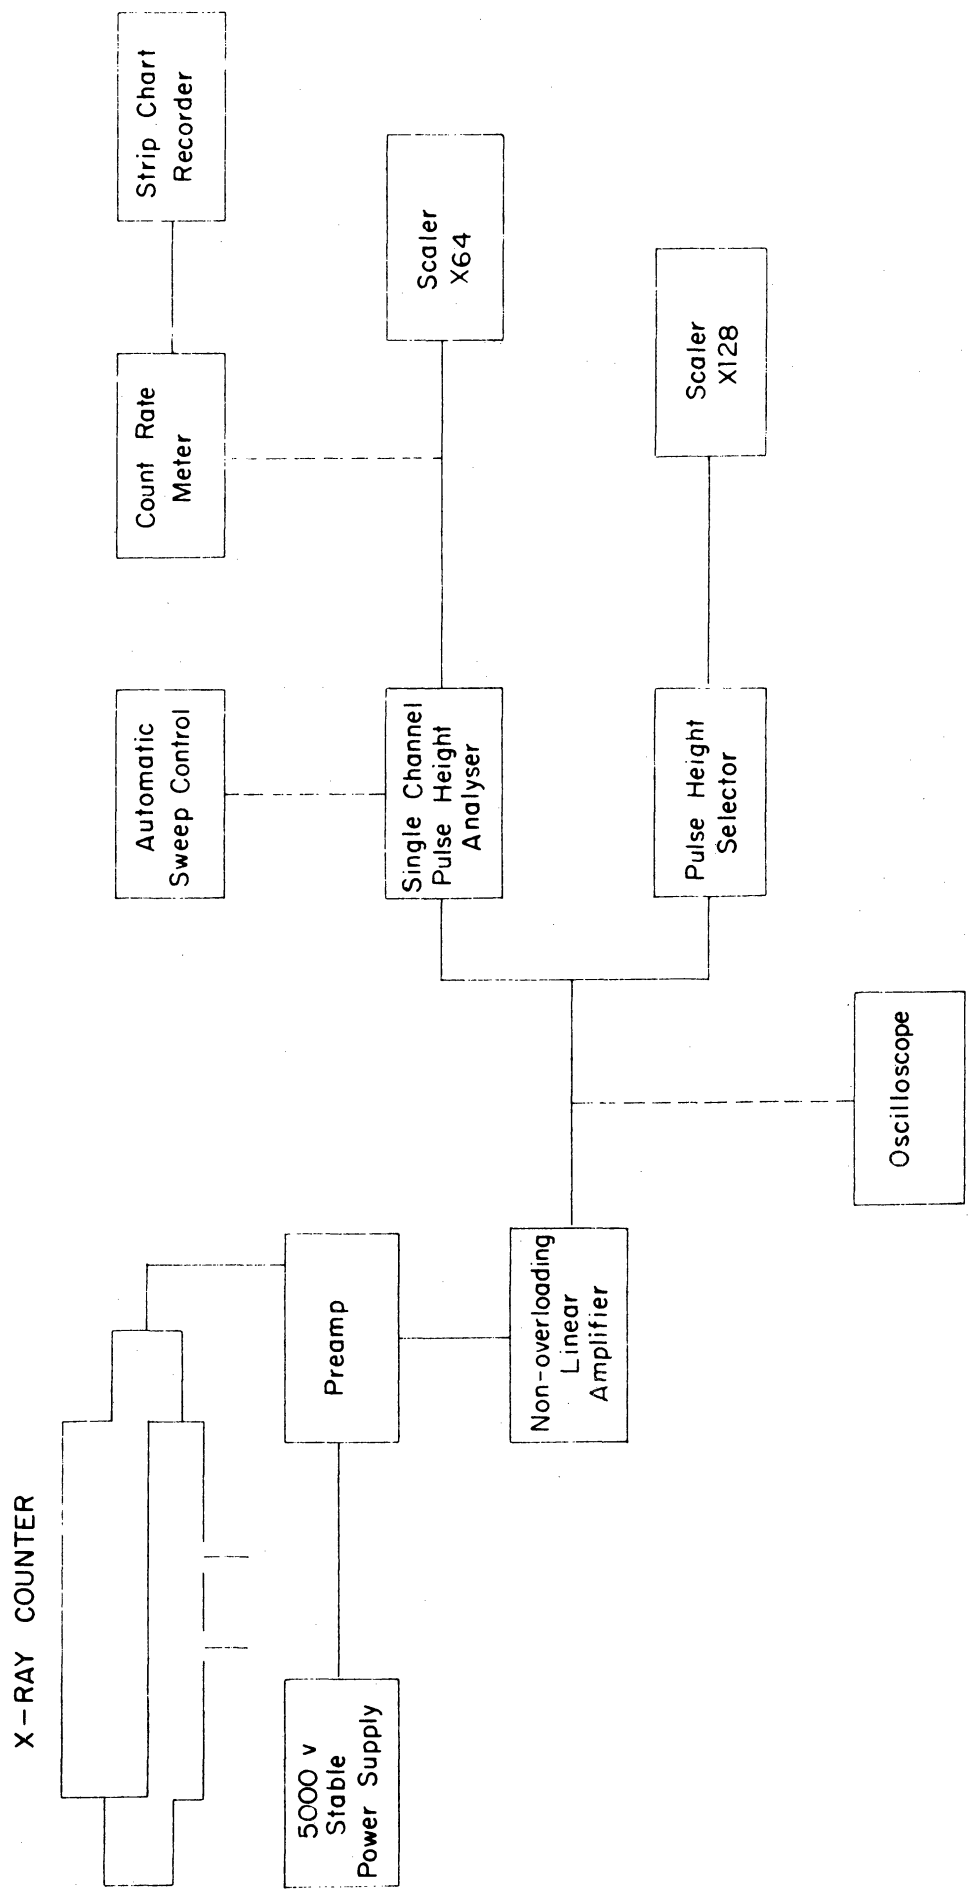 X-RAY COUNTER
5000 v
Stable
Power Supply
Preamp
Non-overloading
Linear
Amplifier
Oscilloscope
Automatic
Sweep Control
Single Channel
Pulse Height
Analyser
Pulse Height
Selector
Count Rate
Meter
Strip Chart
Recorder
Scaler
X64
Scaler
X128